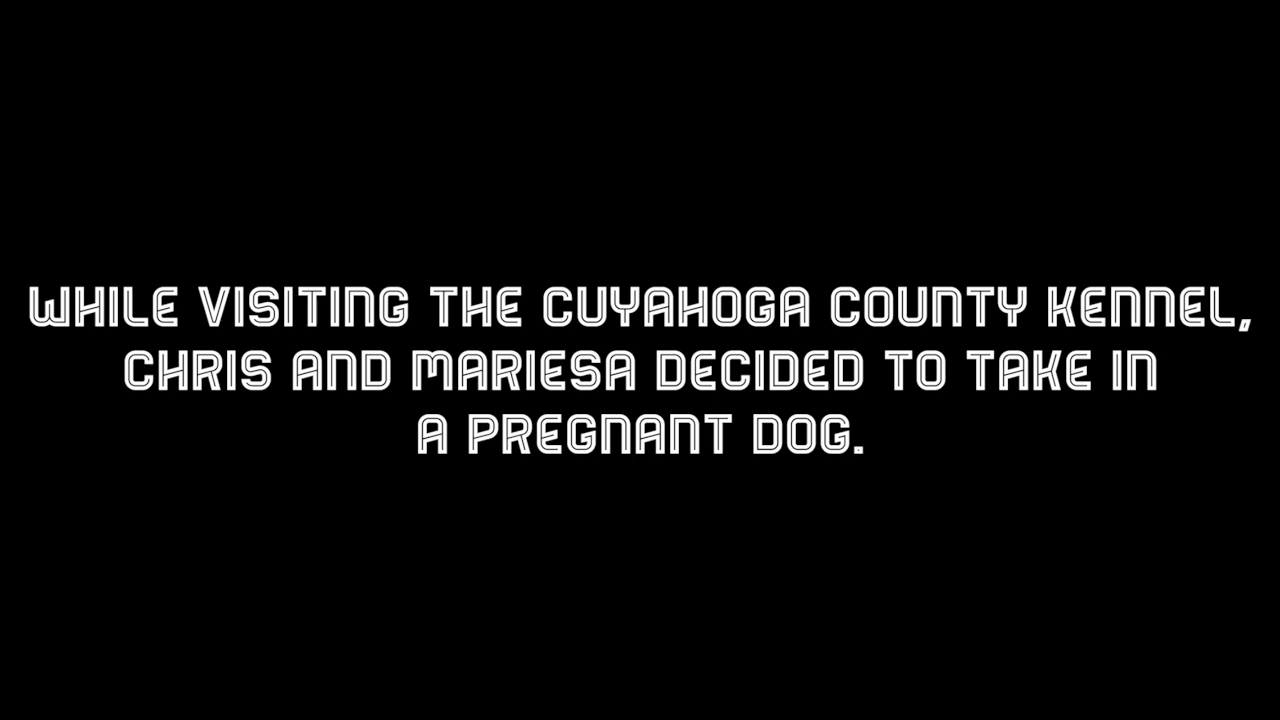 WHILE VISITING THE CUYAHOGA COUNTY KENNEL,
CHRIS AND MARIESA DECIDED TO TAKE IN
A PREGNANT DOG.